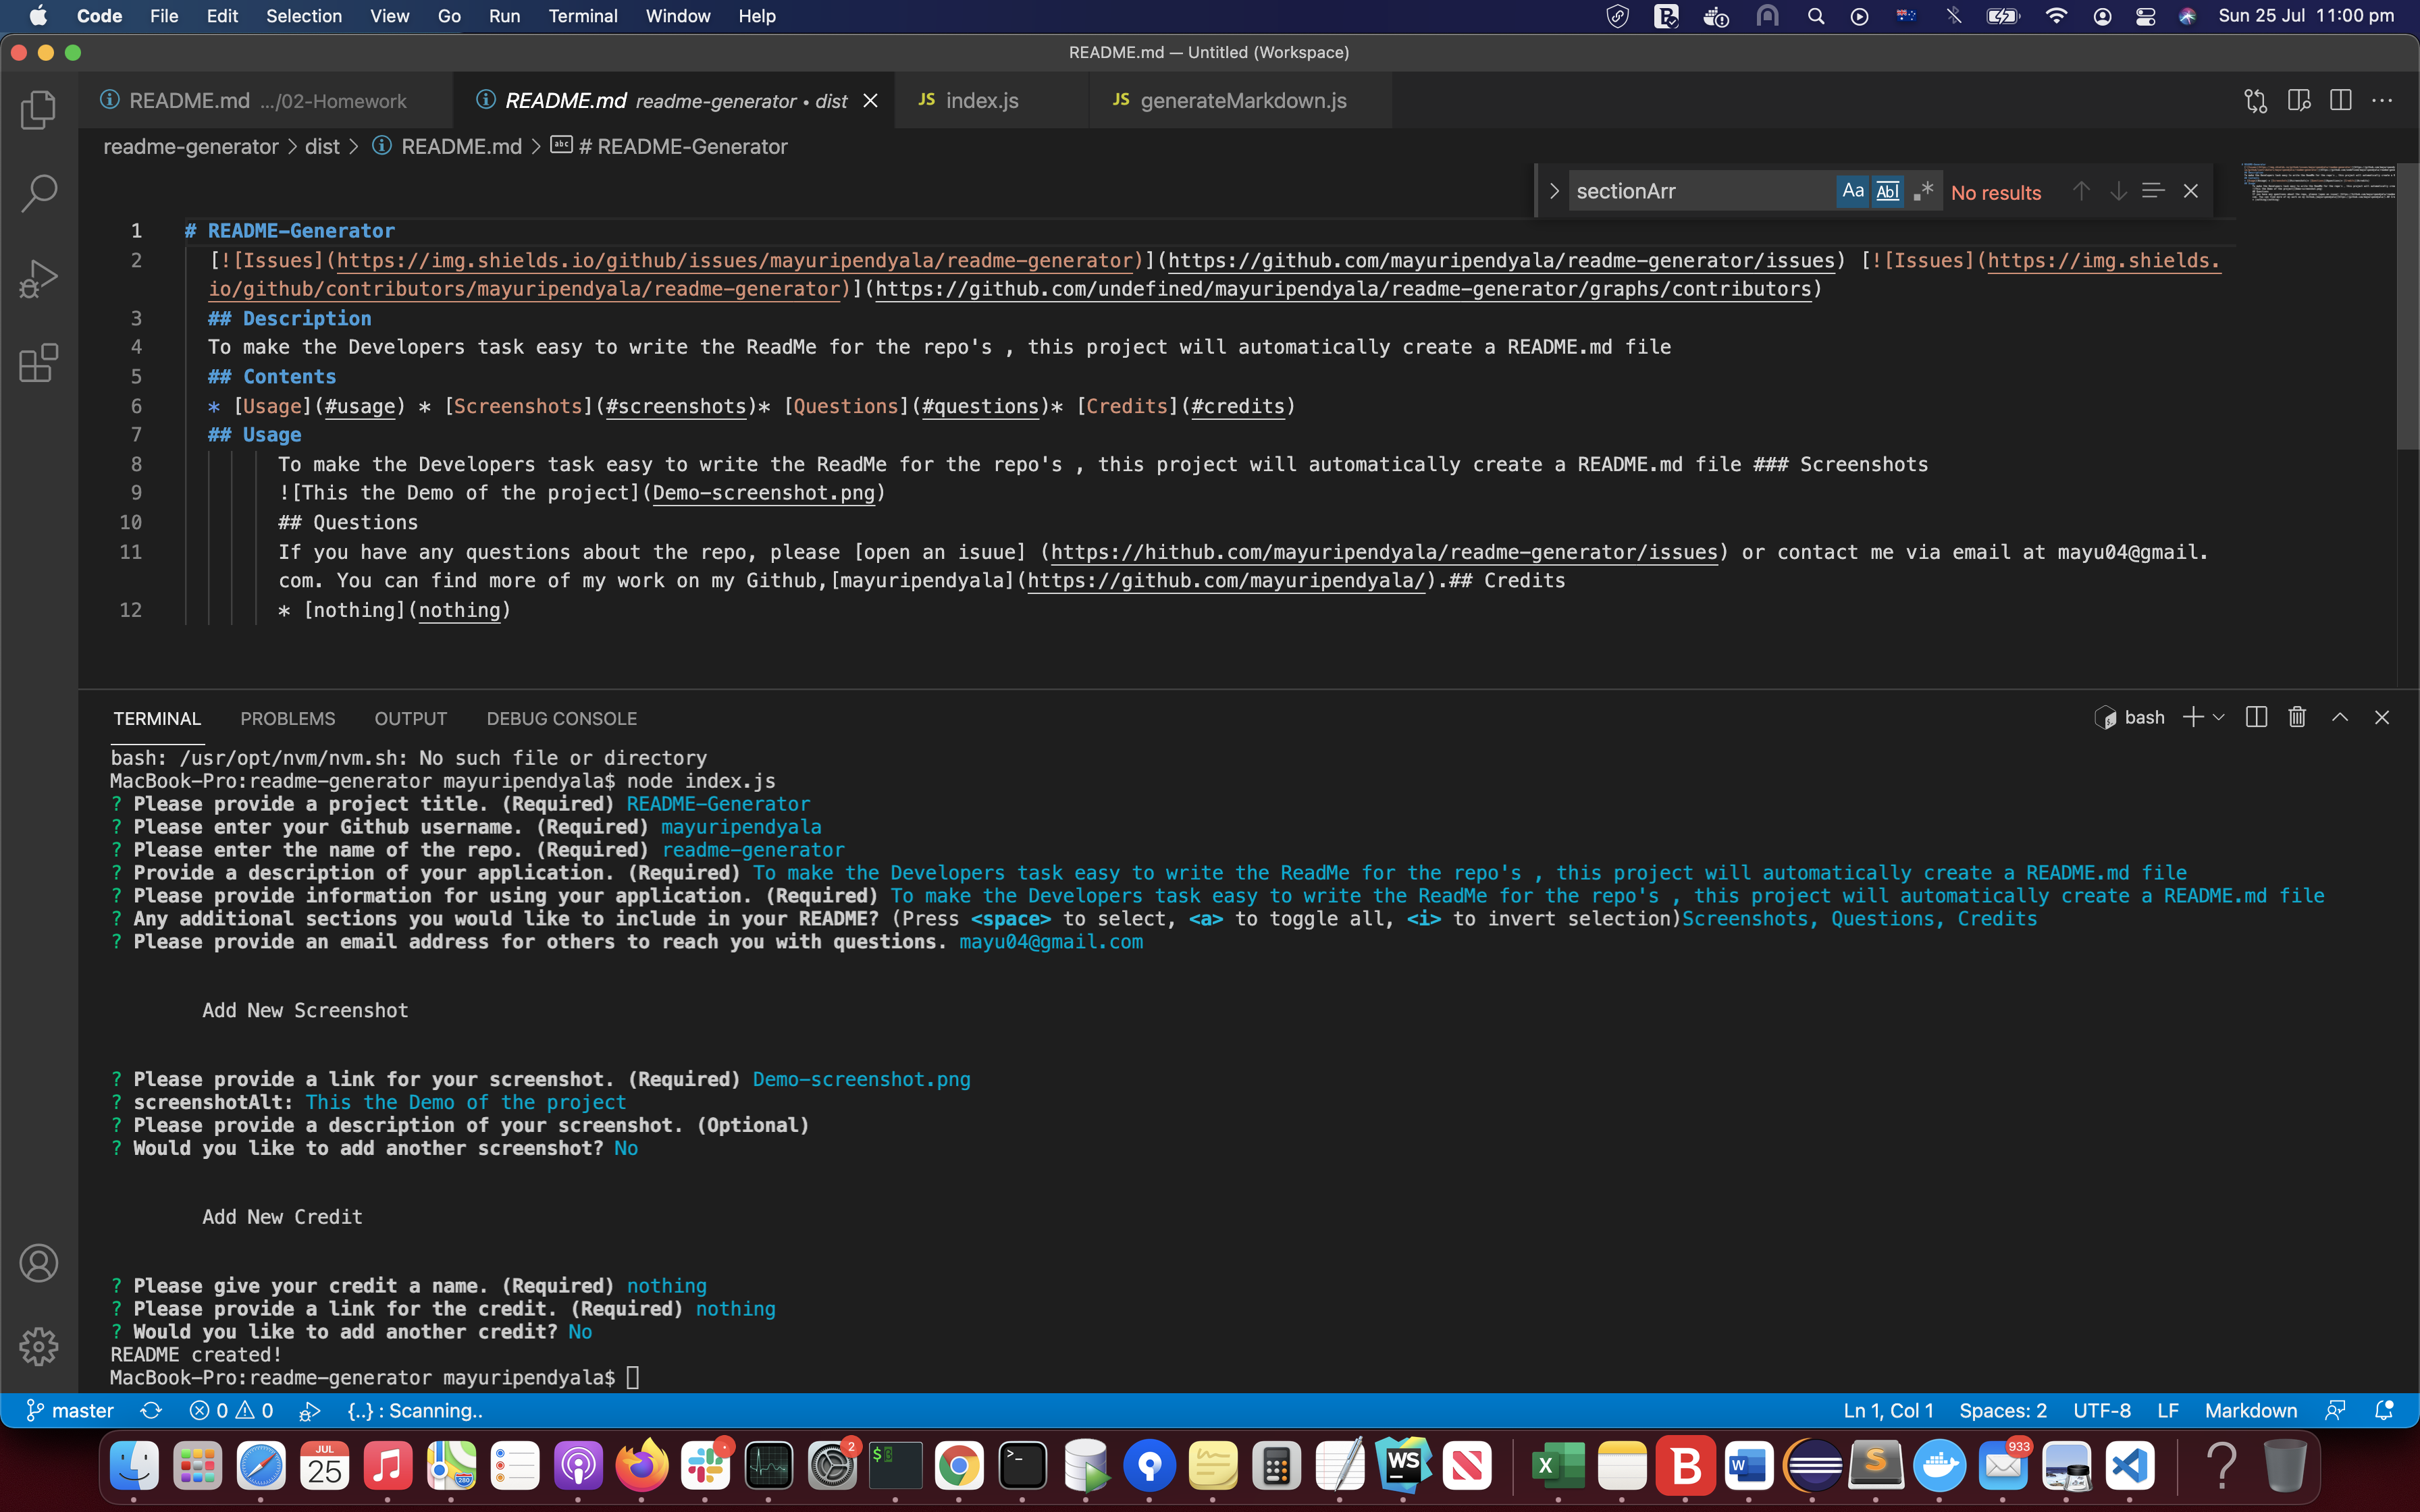 Code File Edit Selection View Go Run Terminal Window Help Sun 25 Jul 11:00 pm
README.md — Untitled (Workspace)
README.md .../02-Homework README.md readme-generator • dist JS index.js JS generateMarkdown.js
readme-generator > dist > README.md > abc # README-Generator
sectionArr Aa Abl .* No results
1 # README-Generator
2 [![Issues](https://img.shields.io/github/issues/mayuripendyala/readme-generator)](https://github.com/mayuripendyala/readme-generator/issues) [![Issues](https://img.shields.
io/github/contributors/mayuripendyala/readme-generator)](https://github.com/undefined/mayuripendyala/readme-generator/graphs/contributors)
3 ## Description
4 To make the Developers task easy to write the ReadMe for the repo's , this project will automatically create a README.md file
5 ## Contents
6 * [Usage](#usage) * [Screenshots](#screenshots)* [Questions](#questions)* [Credits](#credits)
7 ## Usage
8 To make the Developers task easy to write the ReadMe for the repo's , this project will automatically create a README.md file ### Screenshots
9 ![This the Demo of the project](Demo-screenshot.png)
10 ## Questions
11 If you have any questions about the repo, please [open an isuue] (https://hithub.com/mayuripendyala/readme-generator/issues) or contact me via email at mayu04@gmail.
com. You can find more of my work on my Github,[mayuripendyala](https://github.com/mayuripendyala/).## Credits
12 * [nothing](nothing)
TERMINAL PROBLEMS OUTPUT DEBUG CONSOLE bash
bash: /usr/opt/nvm/nvm.sh: No such file or directory
MacBook-Pro:readme-generator mayuripendyala$ node index.js
? Please provide a project title. (Required) README-Generator
? Please enter your Github username. (Required) mayuripendyala
? Please enter the name of the repo. (Required) readme-generator
? Provide a description of your application. (Required) To make the Developers task easy to write the ReadMe for the repo's , this project will automatically create a README.md file
? Please provide information for using your application. (Required) To make the Developers task easy to write the ReadMe for the repo's , this project will automatically create a README.md file
? Any additional sections you would like to include in your README? (Press <space> to select, <a> to toggle all, <i> to invert selection)Screenshots, Questions, Credits
? Please provide an email address for others to reach you with questions. mayu04@gmail.com
Add New Screenshot
? Please provide a link for your screenshot. (Required) Demo-screenshot.png
? screenshotAlt: This the Demo of the project
? Please provide a description of your screenshot. (Optional)
? Would you like to add another screenshot? No
Add New Credit
? Please give your credit a name. (Required) nothing
? Please provide a link for the credit. (Required) nothing
? Would you like to add another credit? No
README created!
MacBook-Pro:readme-generator mayuripendyala$
master 0 0 {..} : Scanning.. Ln 1, Col 1 Spaces: 2 UTF-8 LF Markdown
JUL 25 280 2 $ >_ WS X B W S 933